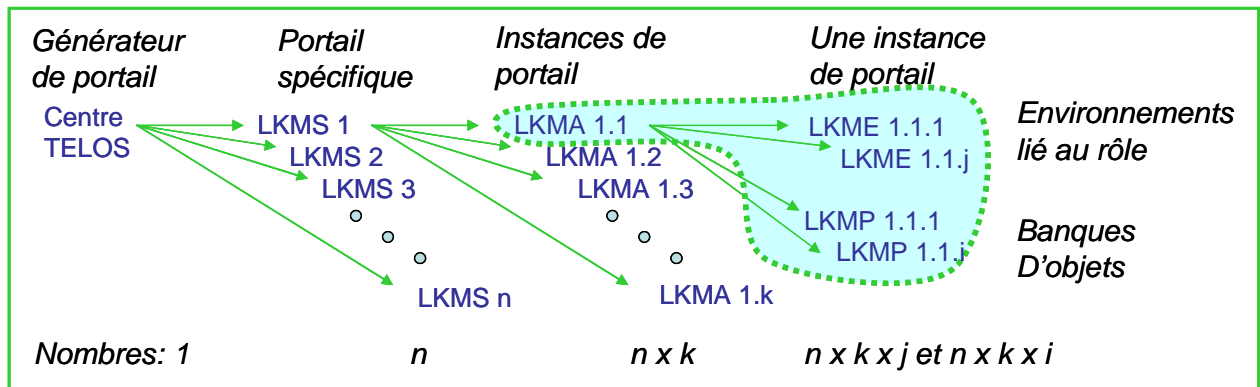 Générateur
de portail
Portail
spécifique
Instances de
portail
Une instance
de portail
Centre
TELOS
LKMS 1
LKMS 2
LKMS 3
LKMS n
LKMA 1.1
LKMA 1.2
LKMA 1.3
LKMA 1.k
LKME 1.1.1
LKME 1.1.j
LKMP 1.1.1
LKMP 1.1.i
Environnements
lié au rôle
Banques
D'objets
Nombres: 1
n
n x k
n x k x j et n x k x i